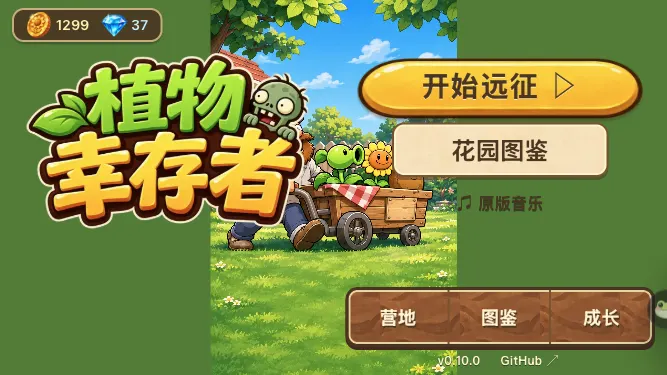 1299 37
植物
幸存者
开始远征
花园图鉴
♫ 原版音乐
营地 图鉴 成长
v0.10.0 GitHub ↗